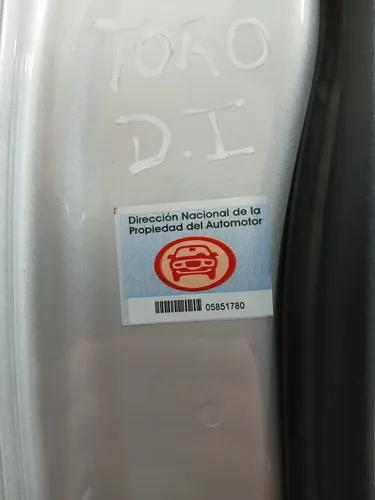 TORO
D.I
Dirección Nacional de la
Propiedad del Automotor
05851780